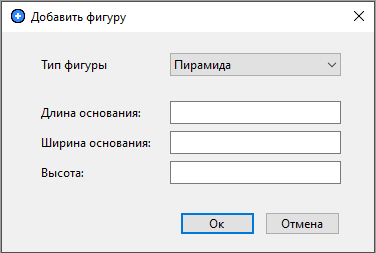 Добавить фигуру
Тип фигуры Пирамида
Длина основания:
Ширина основания:
Высота:
Ок Отмена